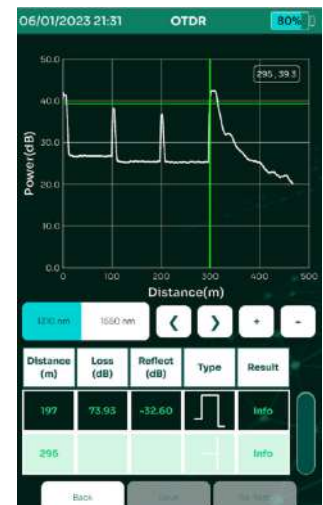 06/01/2023 21:31 OTDR 80%
50.0
295 , 39.3
40.0
30.0
20.0
10.0
0.0
Power(dB)
0 100 200 300 400 500
Distance(m)
1310 nm 1550 nm < > + -
Distance (m) Loss (dB) Reflect (dB) Type Result
197 73.93 -32.60 Info
296 Info
Back Save